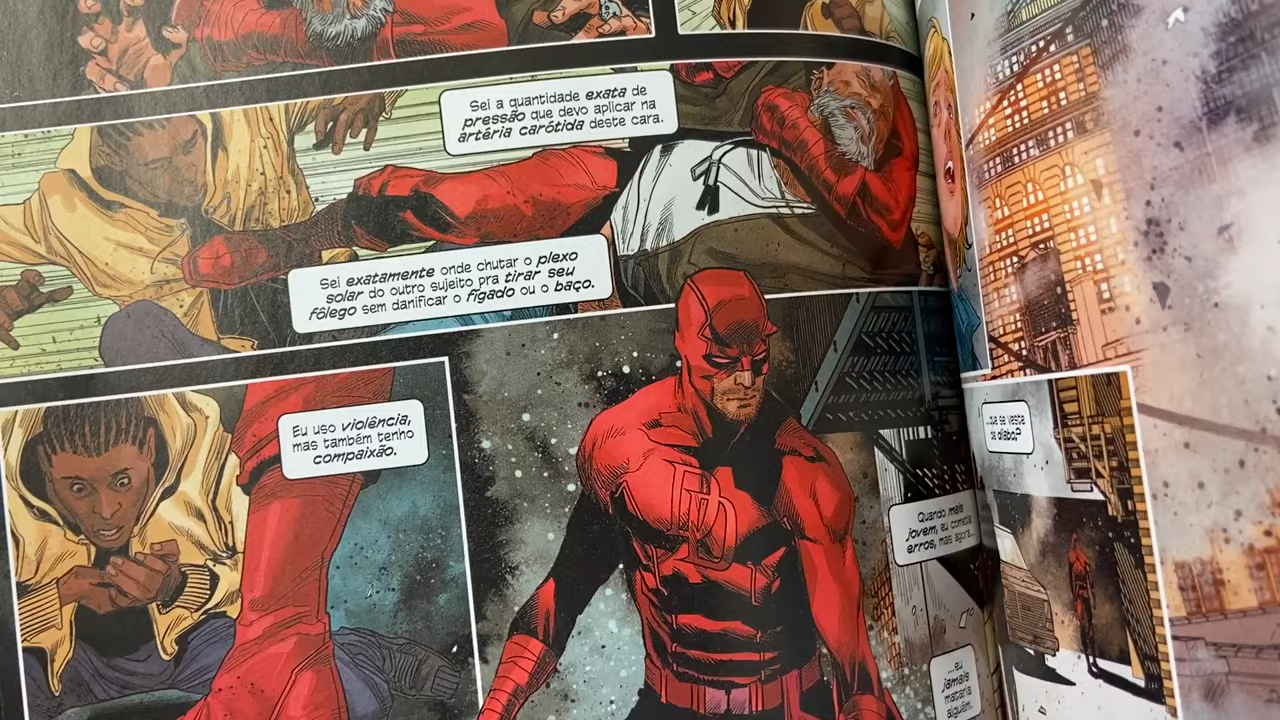 Sei a quantidade exata de
pressão que devo aplicar na
artéria carótida deste cara.
Sei exatamente onde chutar o plexo
solar do outro sujeito pra tirar seu
fôlego sem danificar o fígado ou o baço.
Eu uso violência,
mas também tenho
compaixão.
DD
Quando mais
jovem, eu cometia
erros, mas agora...
...eu
jamais
mataria
alguém.
...que se veste
de diabo?